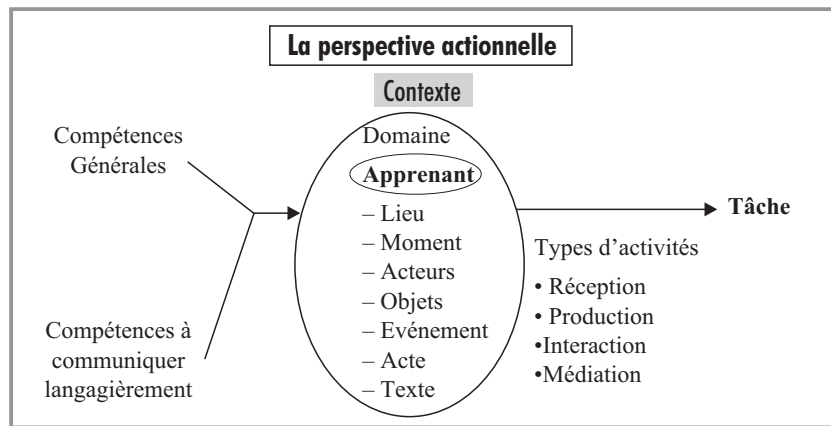 La perspective actionnelle
Contexte
Compétences
Générales
Compétences à
communiquer
langagièrement
Domaine
Apprenant
– Lieu
– Moment
– Acteurs
– Objets
– Evénement
– Acte
– Texte
Tâche
Types d'activités
• Réception
• Production
•Interaction
•Médiation